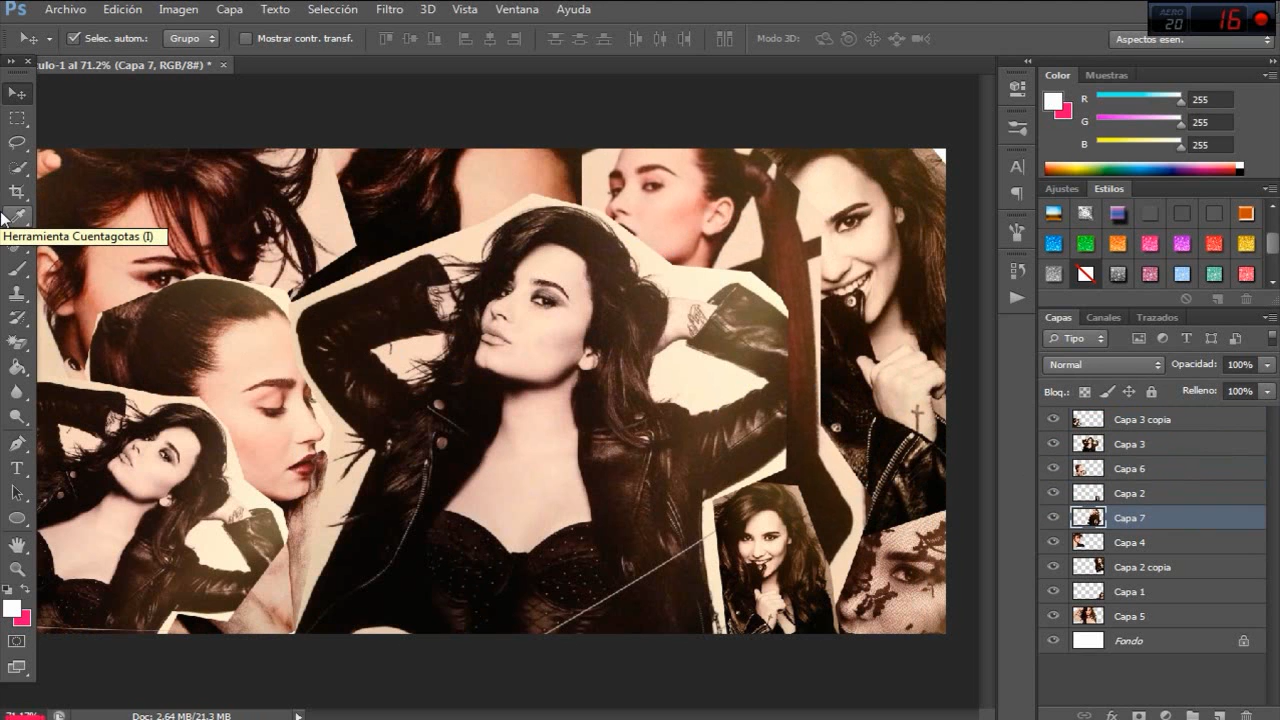 Ps Archivo Edición Imagen Capa Texto Selección Filtro 3D Vista Ventana Ayuda
AERO 20 16
Selec. autom.: Grupo Mostrar contr. transf. Modo 3D: Aspectos esen.
tulo-1 al 71.2% (Capa 7, RGB/8#) * ×
Color Muestras
R 255
G 255
B 255
Ajustes Estilos
Herramienta Cuentagotas (I)
Capas Canales Trazados
Tipo
Normal Opacidad: 100%
Bloq.: Relleno: 100%
Capa 3 copia
Capa 3
Capa 6
Capa 2
Capa 7
Capa 4
Capa 2 copia
Capa 1
Capa 5
Fondo
Doc: 2.64 MB/21.3 MB